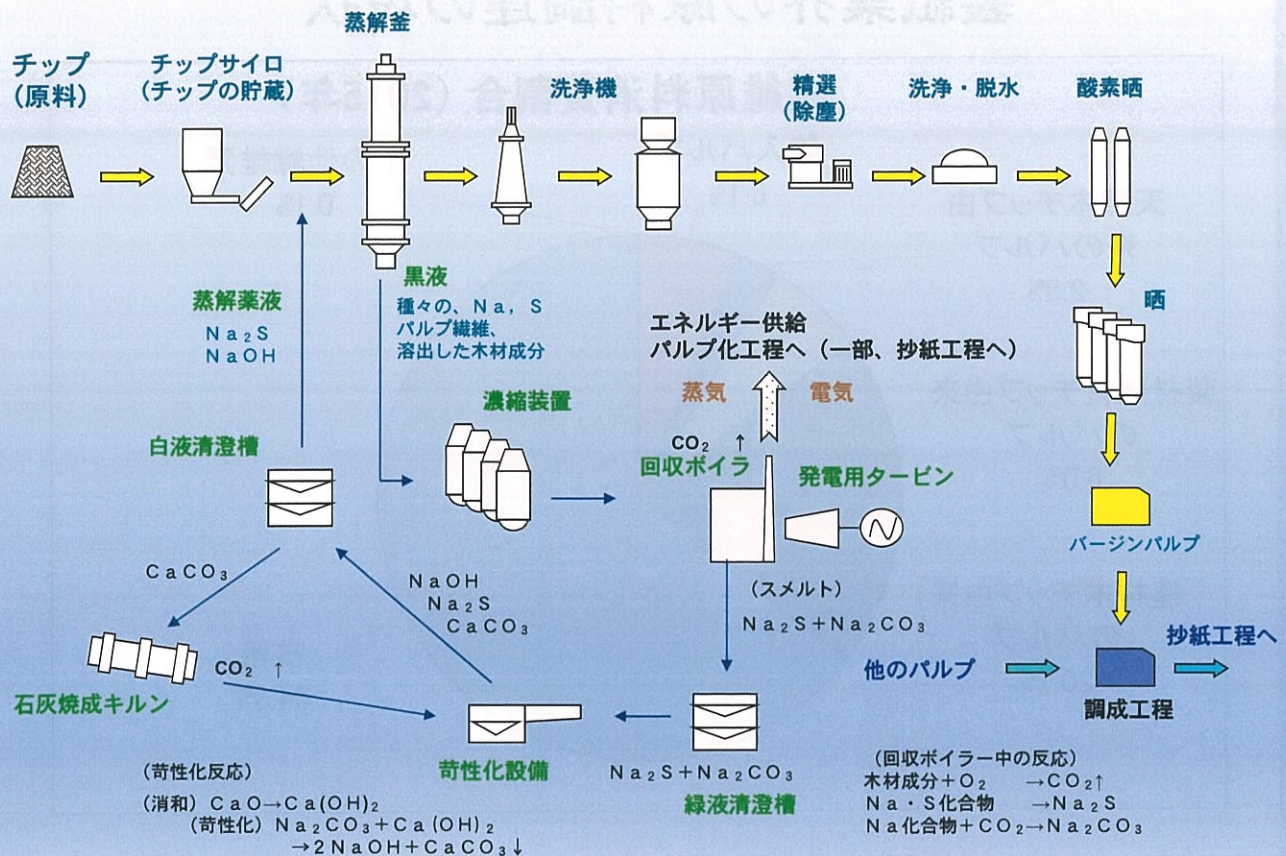 蒸解釜
チップ
(原料)
チップサイロ
(チップの貯蔵)
洗浄機
精選
(除塵)
洗浄・脱水
酸素晒
蒸解薬液
Na₂S
NaOH
黒液
種々の、Na, S
パルプ繊維、
溶出した木材成分
エネルギー供給
パルプ化工程へ(一部、抄紙工程へ)
蒸気 電気
晒
濃縮装置
CO₂ ↑
回収ボイラ
発電用タービン
白液清澄槽
バージンパルプ
CaCO₃
NaOH
Na₂S
CaCO₃
(スメルト)
Na₂S+Na₂CO₃
CO₂ ↑
石灰焼成キルン
他のパルプ
抄紙工程へ
調成工程
苛性化設備
Na₂S+Na₂CO₃
緑液清澄槽
(苛性化反応)
(消和) CaO→Ca(OH)₂
(苛性化) Na₂CO₃+Ca(OH)₂
→2NaOH+CaCO₃↓
(回収ボイラー中の反応)
木材成分+O₂ →CO₂↑
Na・S化合物 →Na₂S
Na化合物+CO₂→Na₂CO₃